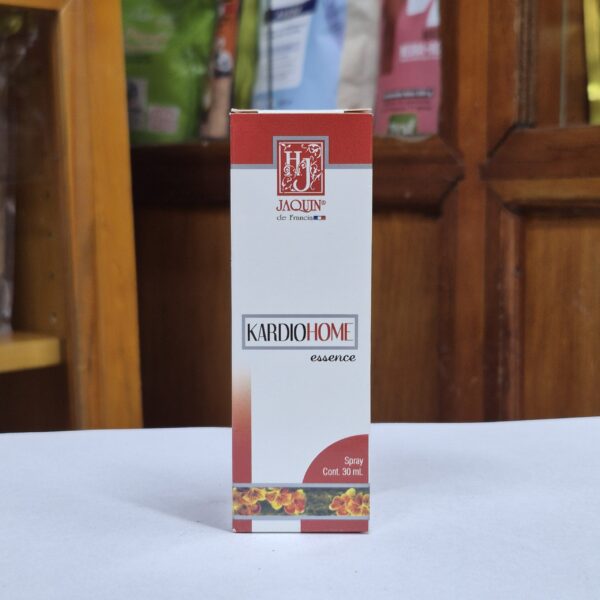 HJ
JAQUIN®
de Francia
KARDIOHOME
essence
Spray
Cont. 30 ml.